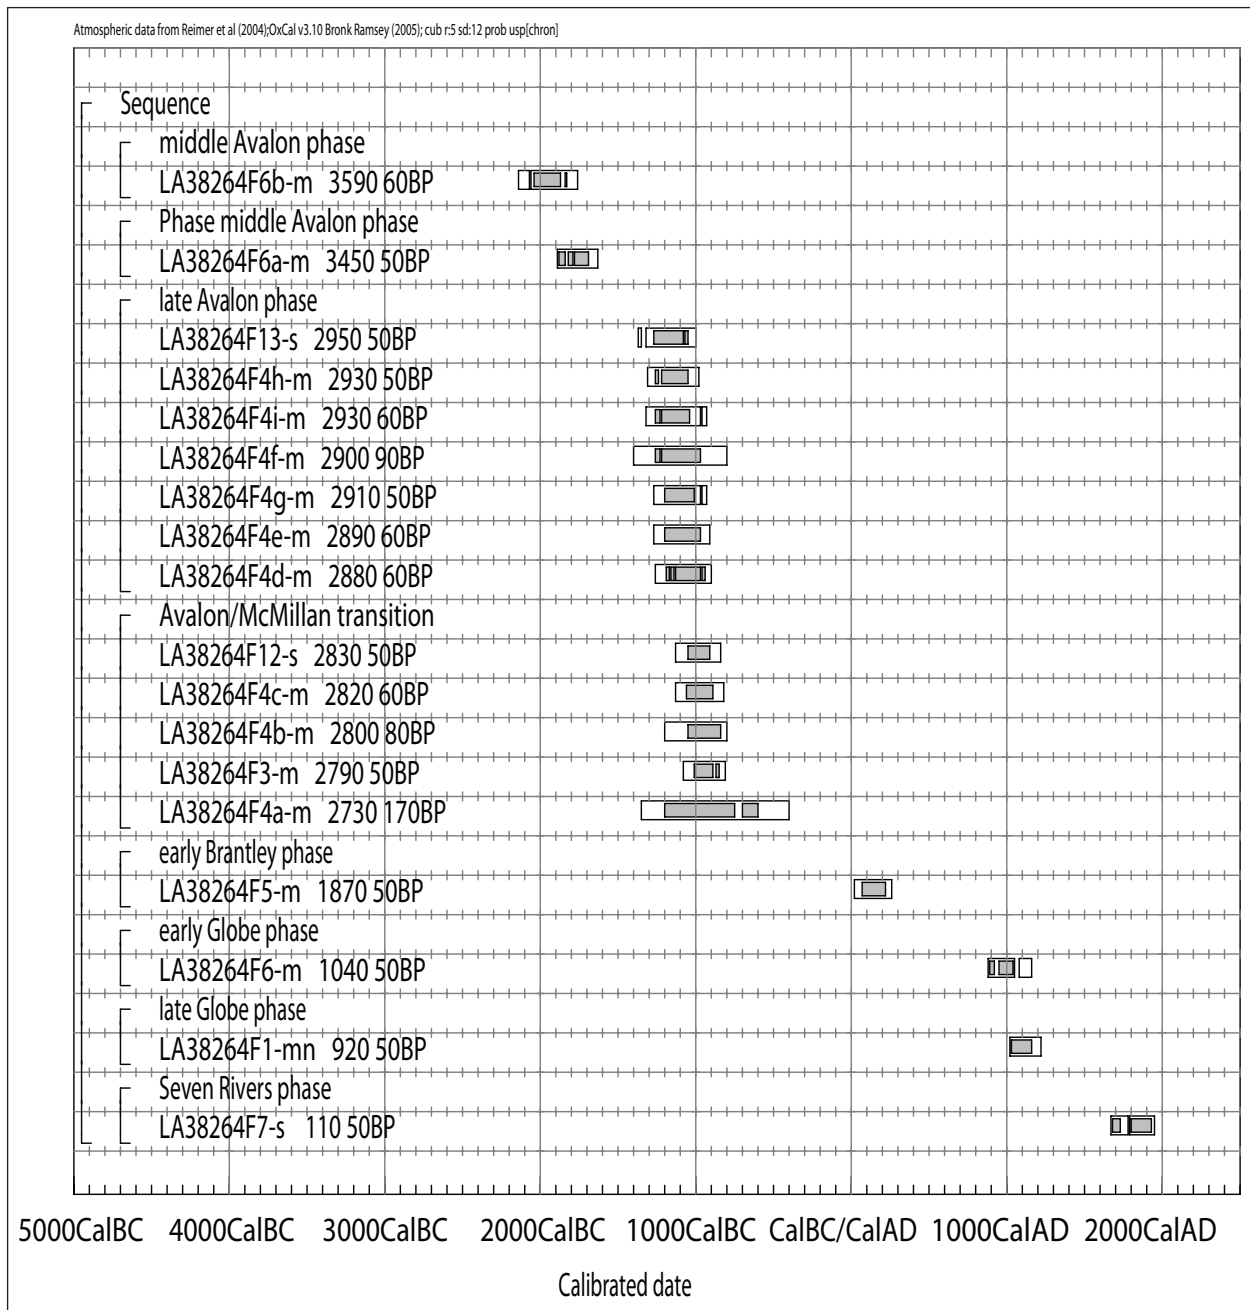 Atmospheric data from Reimer et al (2004);OxCal v3.10 Bronk Ramsey (2005); cub r:5 sd:12 prob usp[chron]
Sequence
middle Avalon phase
LA38264F6b-m 3590 60BP
Phase middle Avalon phase
LA38264F6a-m 3450 50BP
late Avalon phase
LA38264F13-s 2950 50BP
LA38264F4h-m 2930 50BP
LA38264F4i-m 2930 60BP
LA38264F4f-m 2900 90BP
LA38264F4g-m 2910 50BP
LA38264F4e-m 2890 60BP
LA38264F4d-m 2880 60BP
Avalon/McMillan transition
LA38264F12-s 2830 50BP
LA38264F4c-m 2820 60BP
LA38264F4b-m 2800 80BP
LA38264F3-m 2790 50BP
LA38264F4a-m 2730 170BP
early Brantley phase
LA38264F5-m 1870 50BP
early Globe phase
LA38264F6-m 1040 50BP
late Globe phase
LA38264F1-mn 920 50BP
Seven Rivers phase
LA38264F7-s 110 50BP
5000CalBC 4000CalBC 3000CalBC 2000CalBC 1000CalBC CalBC/CalAD 1000CalAD 2000CalAD
Calibrated date